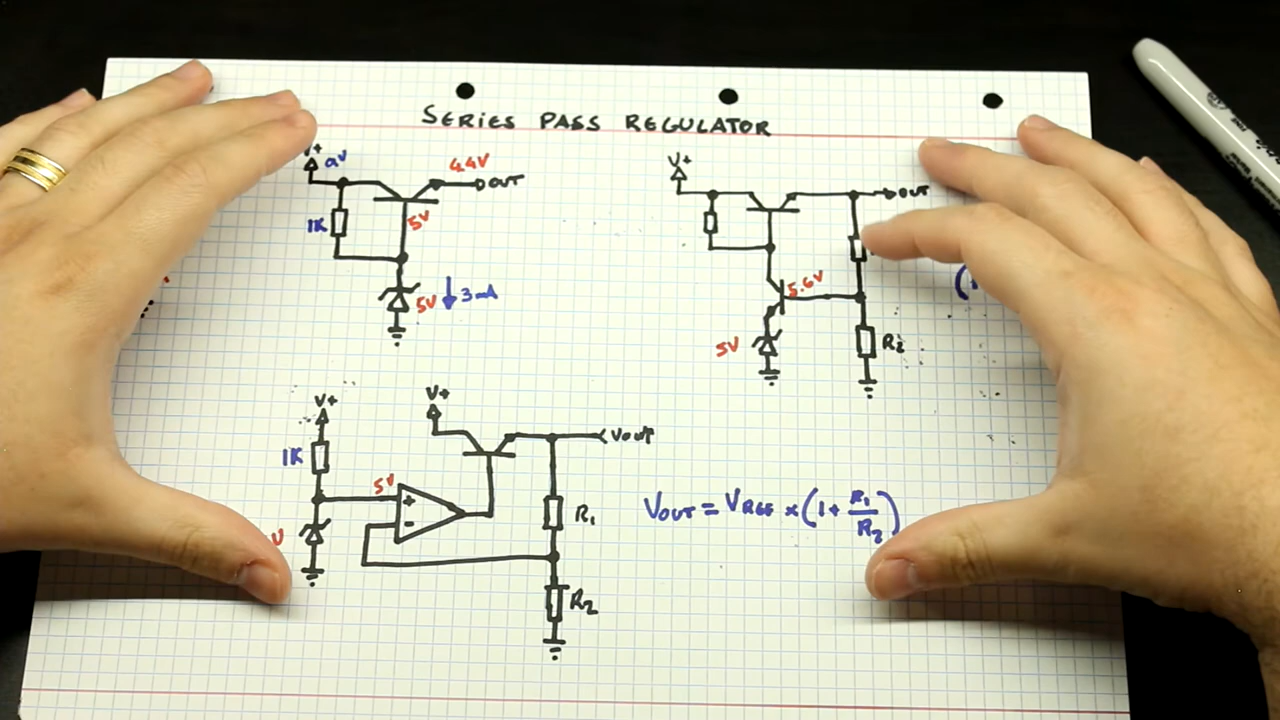 SERIES PASS REGULATOR
V+ 9V
4.4V
OUT
1K
5V
5V
3mA
V+
OUT
5.6V
5V
R2
V+
1K
5V
V+
VOUT
R1
R2
VOUT = VREF x (1 + R1/R2)